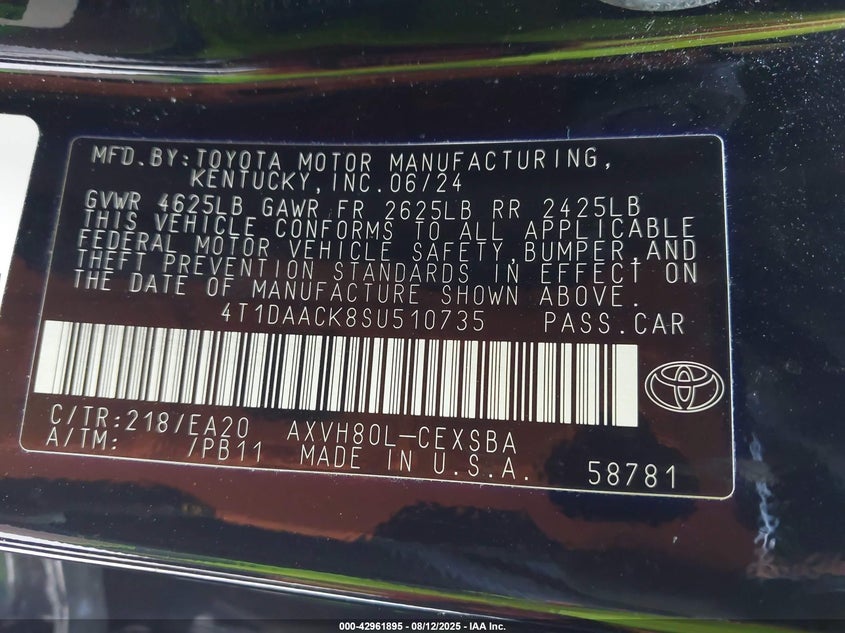 MFD.BY:TOYOTA MOTOR MANUFACTURING,
KENTUCKY,INC.06/24
GVWR 4625LB GAWR FR 2625LB RR 2425LB
THIS VEHICLE CONFORMS TO ALL APPLICABLE
FEDERAL MOTOR VEHICLE SAFETY,BUMPER,AND
THEFT PREVENTION STANDARDS IN EFFECT ON
THE DATE OF MANUFACTURE SHOWN ABOVE.
4T1DAACK8SU510735 PASS.CAR
C/TR:218/EA20 AXVH80L-CEXSBA
A/TM: /PB11 MADE IN U.S.A. 58781
000-42961895 - 08/12/2025 - IAA Inc.